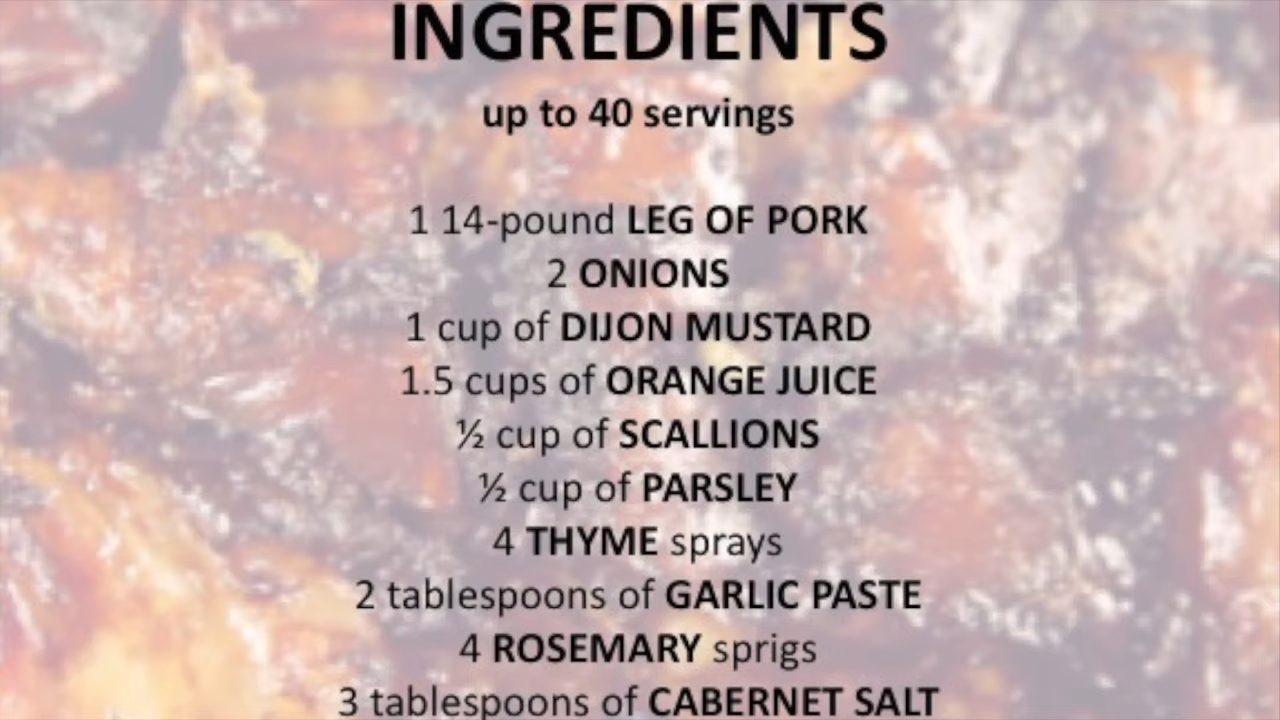 INGREDIENTS
up to 40 servings
1 14-pound LEG OF PORK
2 ONIONS
1 cup of DIJON MUSTARD
1.5 cups of ORANGE JUICE
½ cup of SCALLIONS
½ cup of PARSLEY
4 THYME sprays
2 tablespoons of GARLIC PASTE
4 ROSEMARY sprigs
3 tablespoons of CABERNET SALT